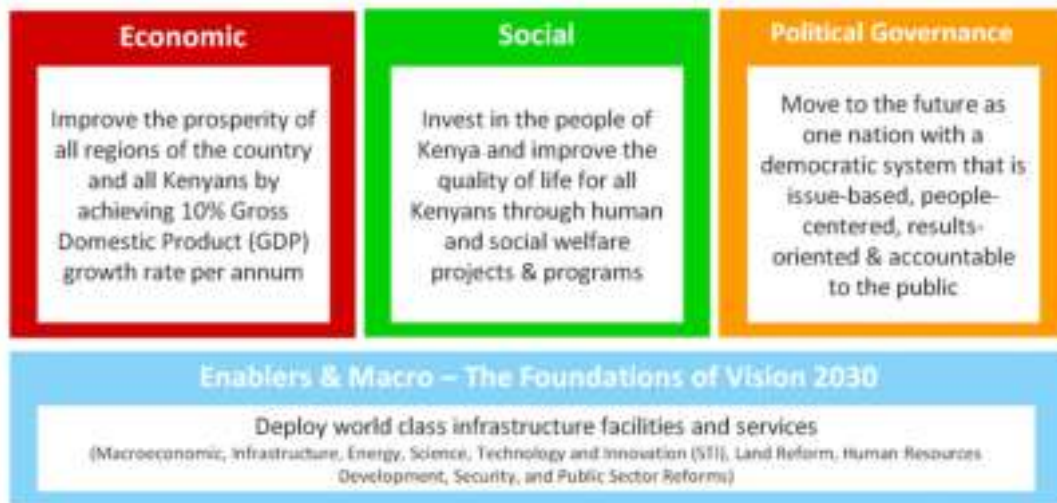 Economic
Improve the prosperity of
all regions of the country
and all Kenyans by
achieving 10% Gross
Domestic Product (GDP)
growth rate per annum
Social
Invest in the people of
Kenya and improve the
quality of life for all
Kenyans through human
and social welfare
projects & programs
Political Governance
Move to the future as
one nation with a
democratic system that is
issue-based, people-
centered, results-
oriented & accountable
to the public
Enablers & Macro – The Foundations of Vision 2030
Deploy world class infrastructure facilities and services
(Macroeconomic, Infrastructure, Energy, Science, Technology and Innovation (STI), Land Reform, Human Resources
Development, Security, and Public Sector Reforms)